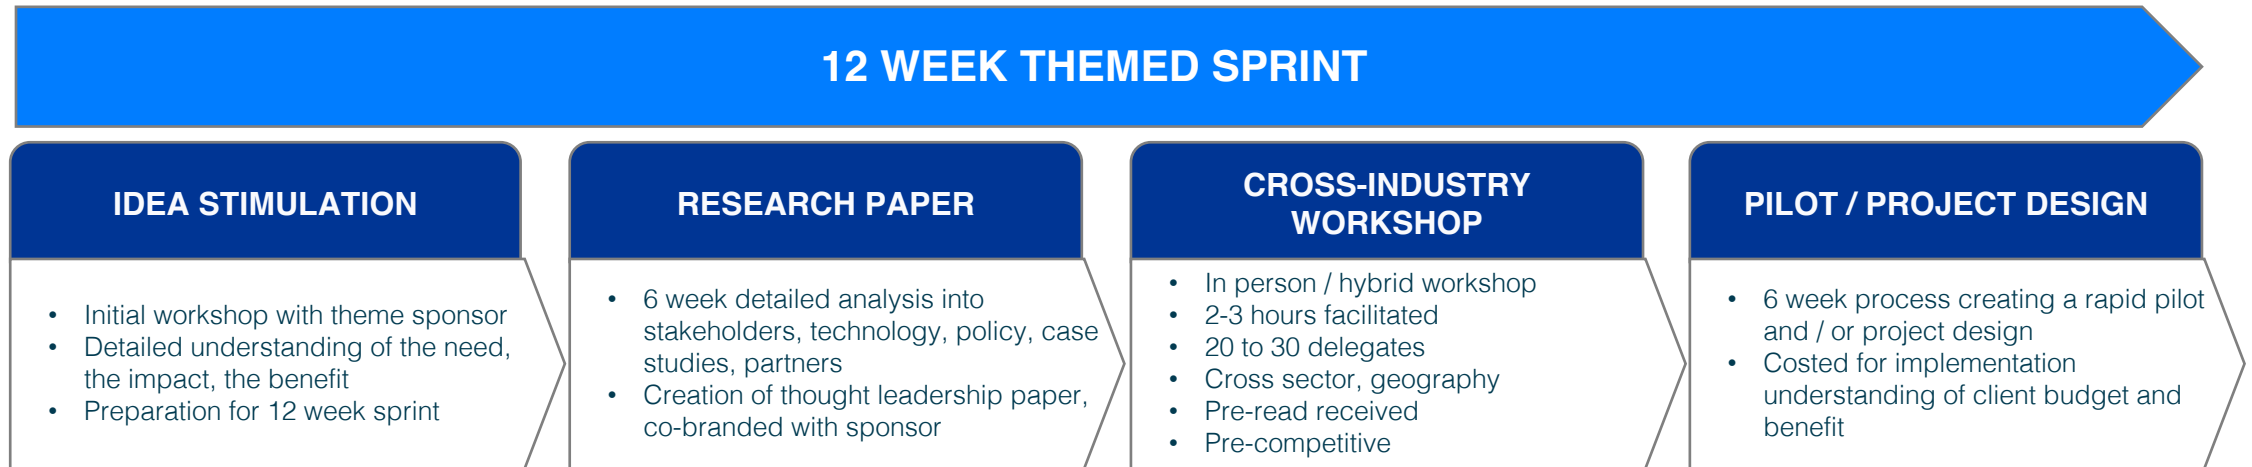 12 WEEK THEMED SPRINT
IDEA STIMULATION
• Initial workshop with theme sponsor
• Detailed understanding of the need,
the impact, the benefit
• Preparation for 12 week sprint
RESEARCH PAPER
• 6 week detailed analysis into
stakeholders, technology, policy, case
studies, partners
• Creation of thought leadership paper,
co-branded with sponsor
CROSS-INDUSTRY
WORKSHOP
• In person / hybrid workshop
• 2-3 hours facilitated
• 20 to 30 delegates
• Cross sector, geography
• Pre-read received
• Pre-competitive
PILOT / PROJECT DESIGN
• 6 week process creating a rapid pilot
and / or project design
• Costed for implementation
understanding of client budget and
benefit